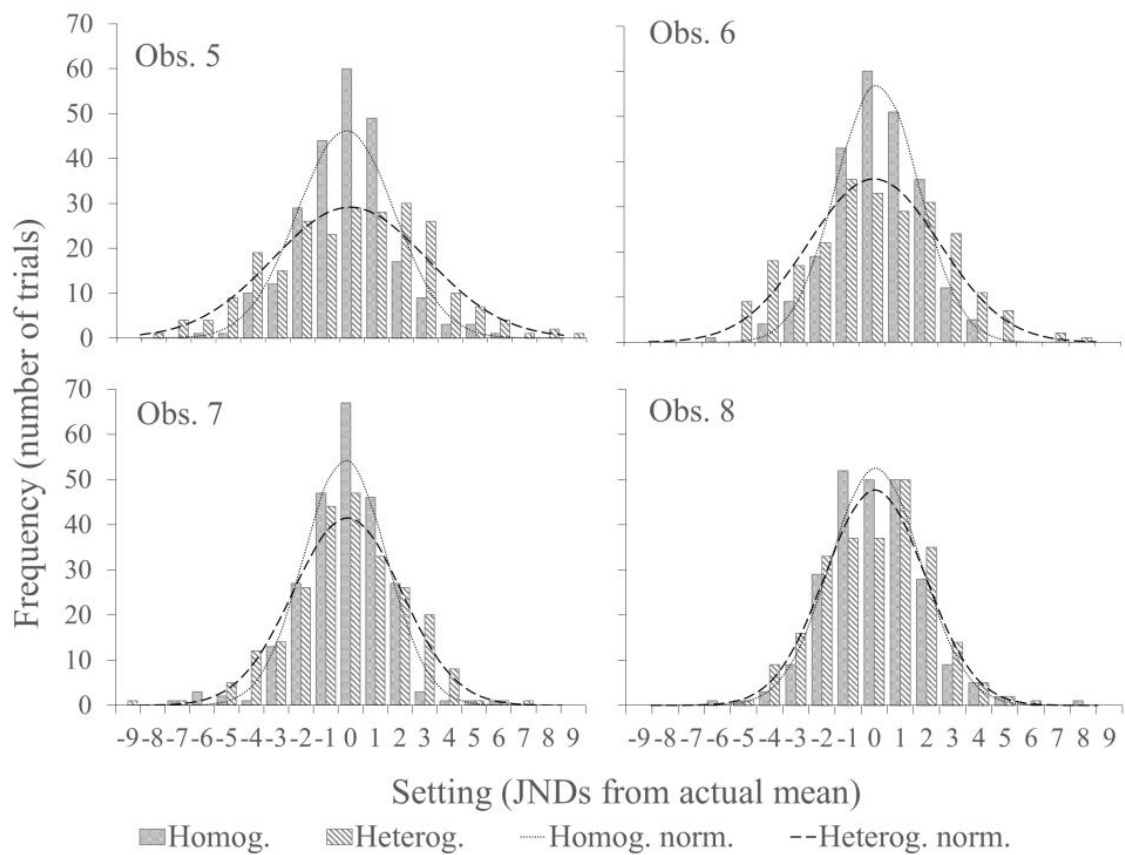 70
60
50
40
30
20
10
0
Obs. 5
Obs. 6
70
60
50
40
30
20
10
0
Obs. 7
Obs. 8
-9 -8 -7 -6 -5 -4 -3 -2 -1 0 1 2 3 4 5 6 7 8 9
-9 -8 -7 -6 -5 -4 -3 -2 -1 0 1 2 3 4 5 6 7 8 9
Frequency (number of trials)
Setting (JNDs from actual mean)
Homog. Heterog. Homog. norm. Heterog. norm.